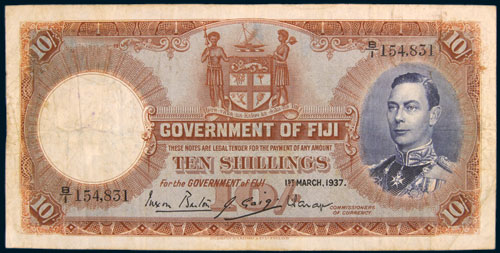 10/-
10/-
B/1 154,831
GOVERNMENT OF FIJI
THESE NOTES ARE LEGAL TENDER FOR THE PAYMENT OF ANY AMOUNT
TEN SHILLINGS
For the GOVERNMENT of FIJI
1ST MARCH, 1937.
B/1 154,831
10/-
COMMISSIONERS
OF CURRENCY.
10/-
10/-